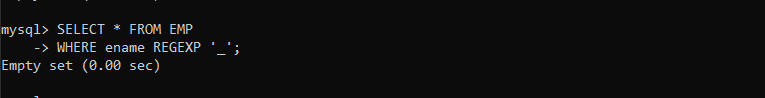 mysql> SELECT * FROM EMP
    -> WHERE ename REGEXP '_';
Empty set (0.00 sec)